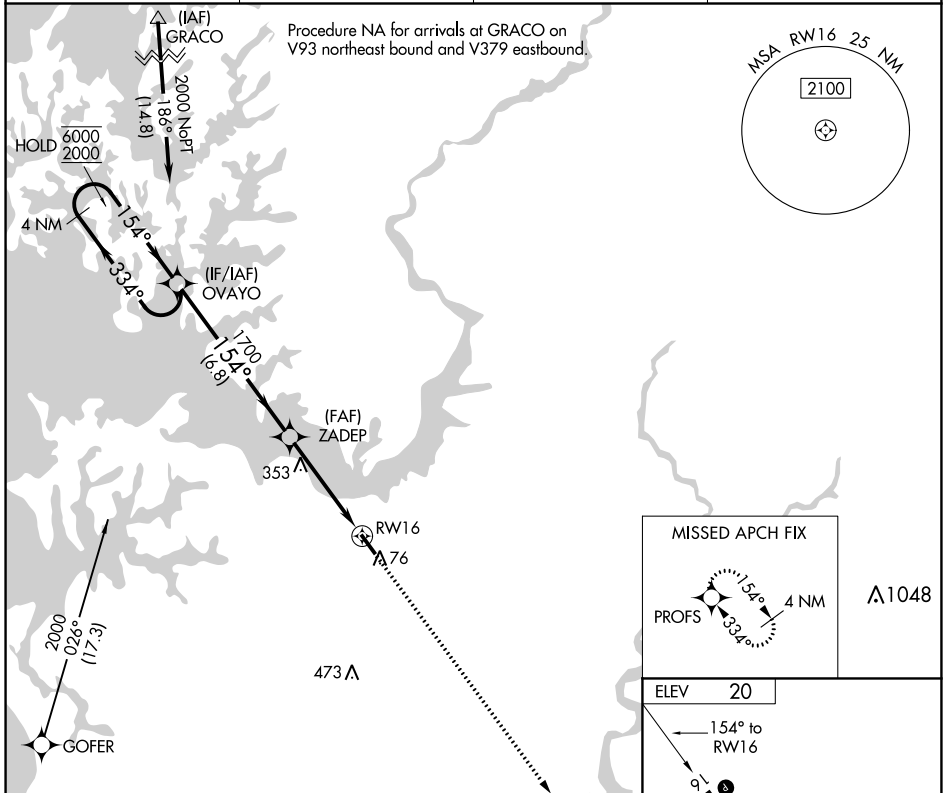 (IAF)
GRACO
Procedure NA for arrivals at GRACO on
V93 northeast bound and V379 eastbound.
MSA RW16 25 NM
2100
2000 NoPT
186°
(14.8)
HOLD
6000
2000
4 NM
154°
334°
(IF/IAF)
OVAYO
1700
154°
(6.8)
(FAF)
ZADEP
353
RW16
76
MISSED APCH FIX
PROFS
154°
334°
4 NM
1048
2000
026°
(17.3)
GOFER
473
ELEV 20
154° to
RW16
16
P